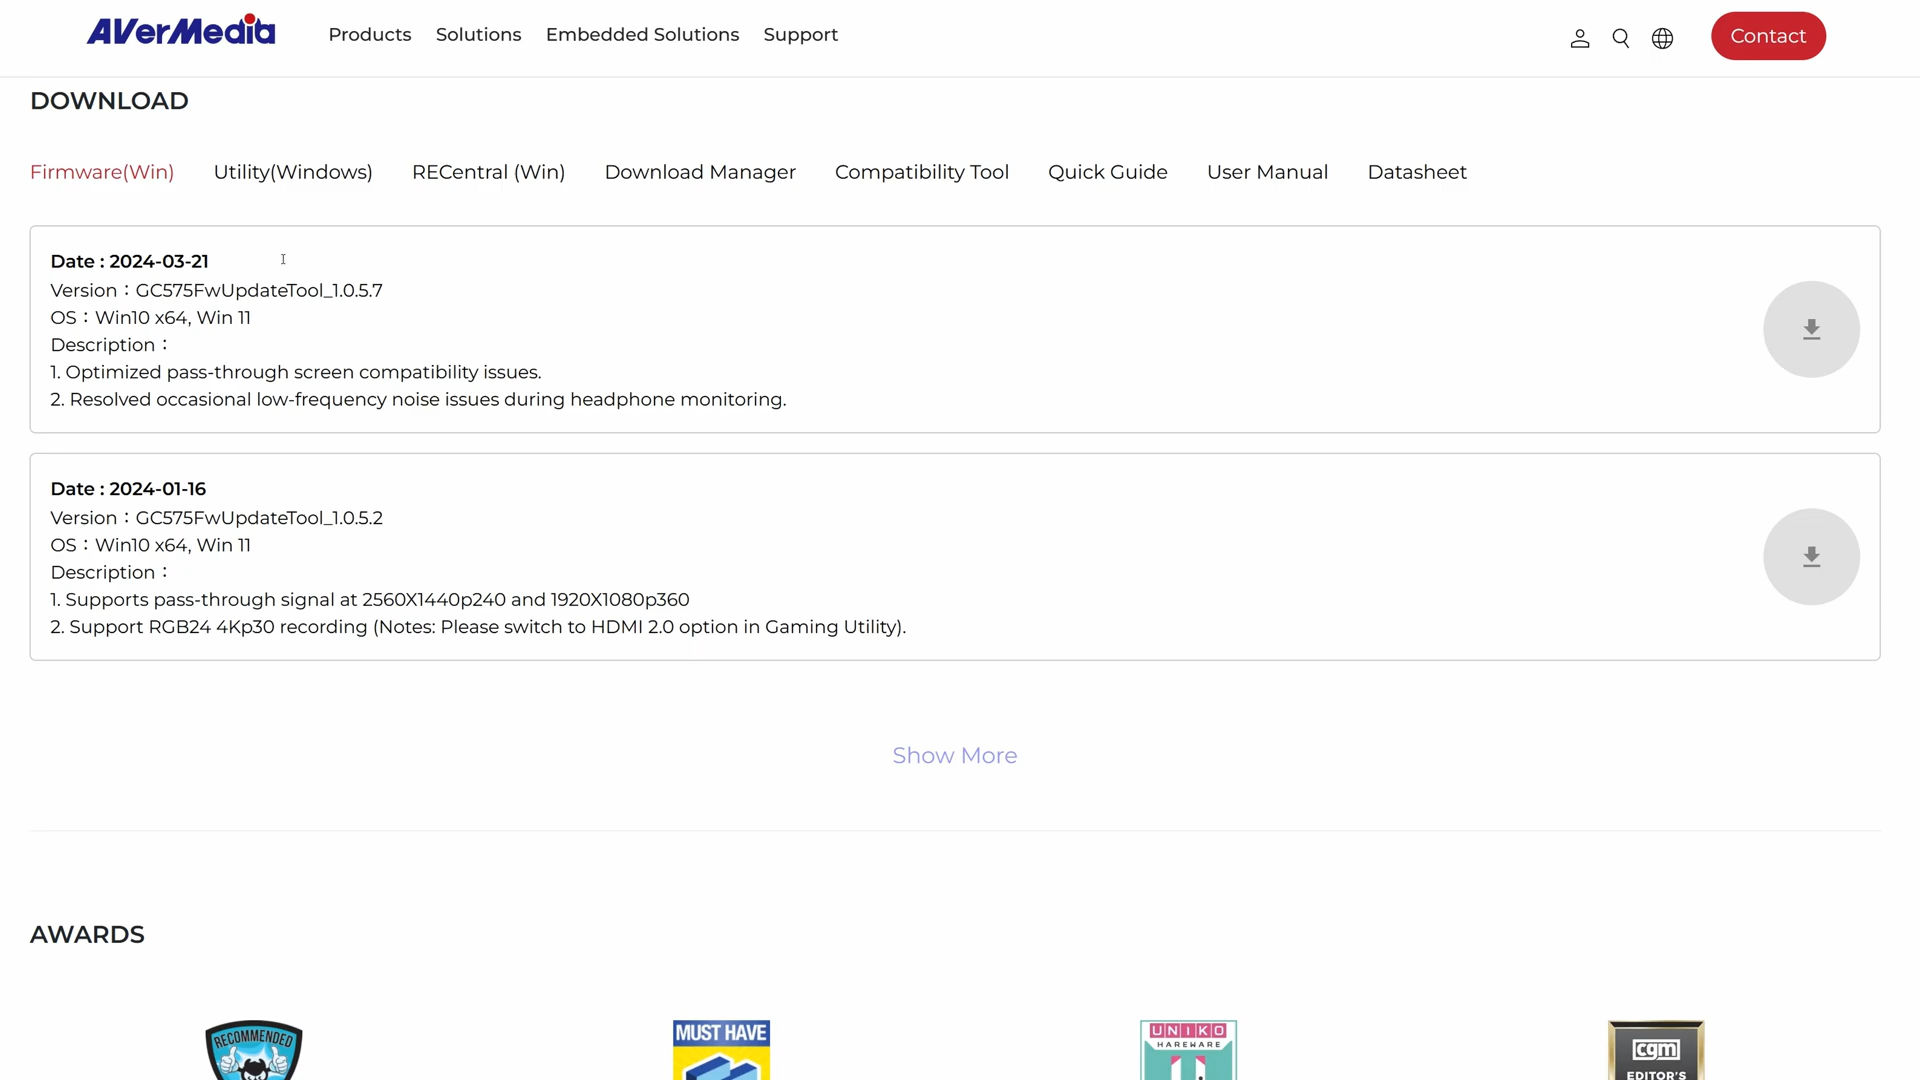 AVerMedia
Products Solutions Embedded Solutions Support
Contact
DOWNLOAD
Firmware(Win) Utility(Windows) RECentral (Win) Download Manager Compatibility Tool Quick Guide User Manual Datasheet
Date : 2024-03-21
Version：GC575FwUpdateTool_1.0.5.7
OS：Win10 x64, Win 11
Description：
1. Optimized pass-through screen compatibility issues.
2. Resolved occasional low-frequency noise issues during headphone monitoring.
Date : 2024-01-16
Version：GC575FwUpdateTool_1.0.5.2
OS：Win10 x64, Win 11
Description：
1. Supports pass-through signal at 2560X1440p240 and 1920X1080p360
2. Support RGB24 4Kp30 recording (Notes: Please switch to HDMI 2.0 option in Gaming Utility).
Show More
AWARDS
RECOMMENDED
MUST HAVE
UNIKO
HAREWARE
cgm
EDITOR'S